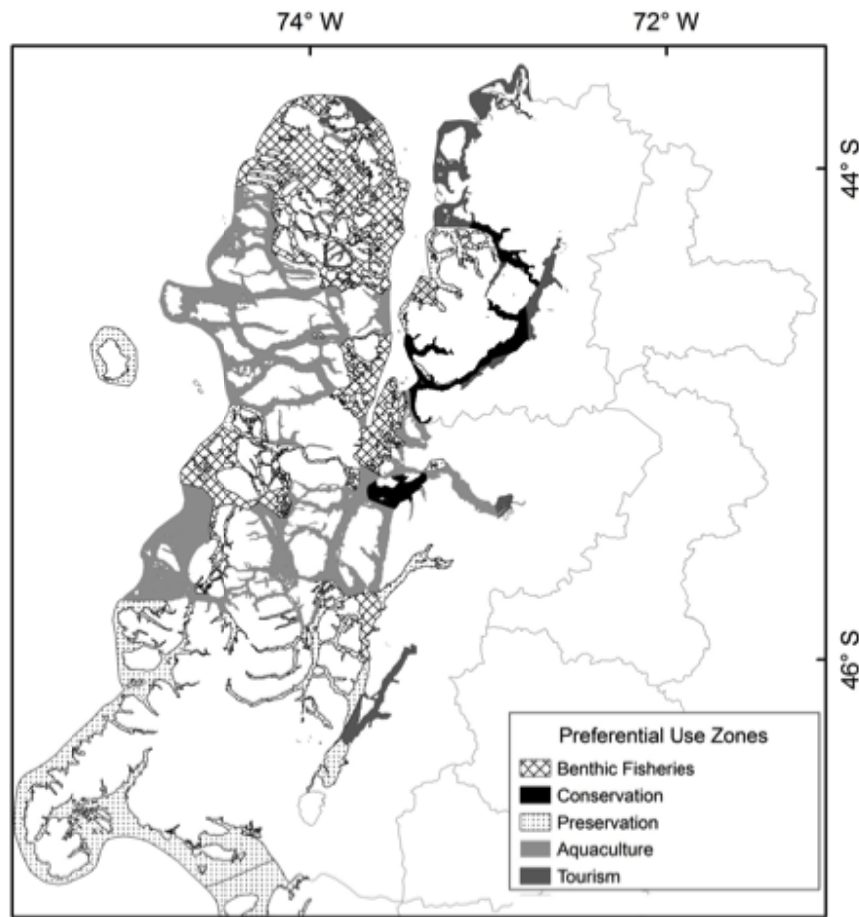 74° W
72° W
44° S
46° S
Preferential Use Zones
Benthic Fisheries
Conservation
Preservation
Aquaculture
Tourism